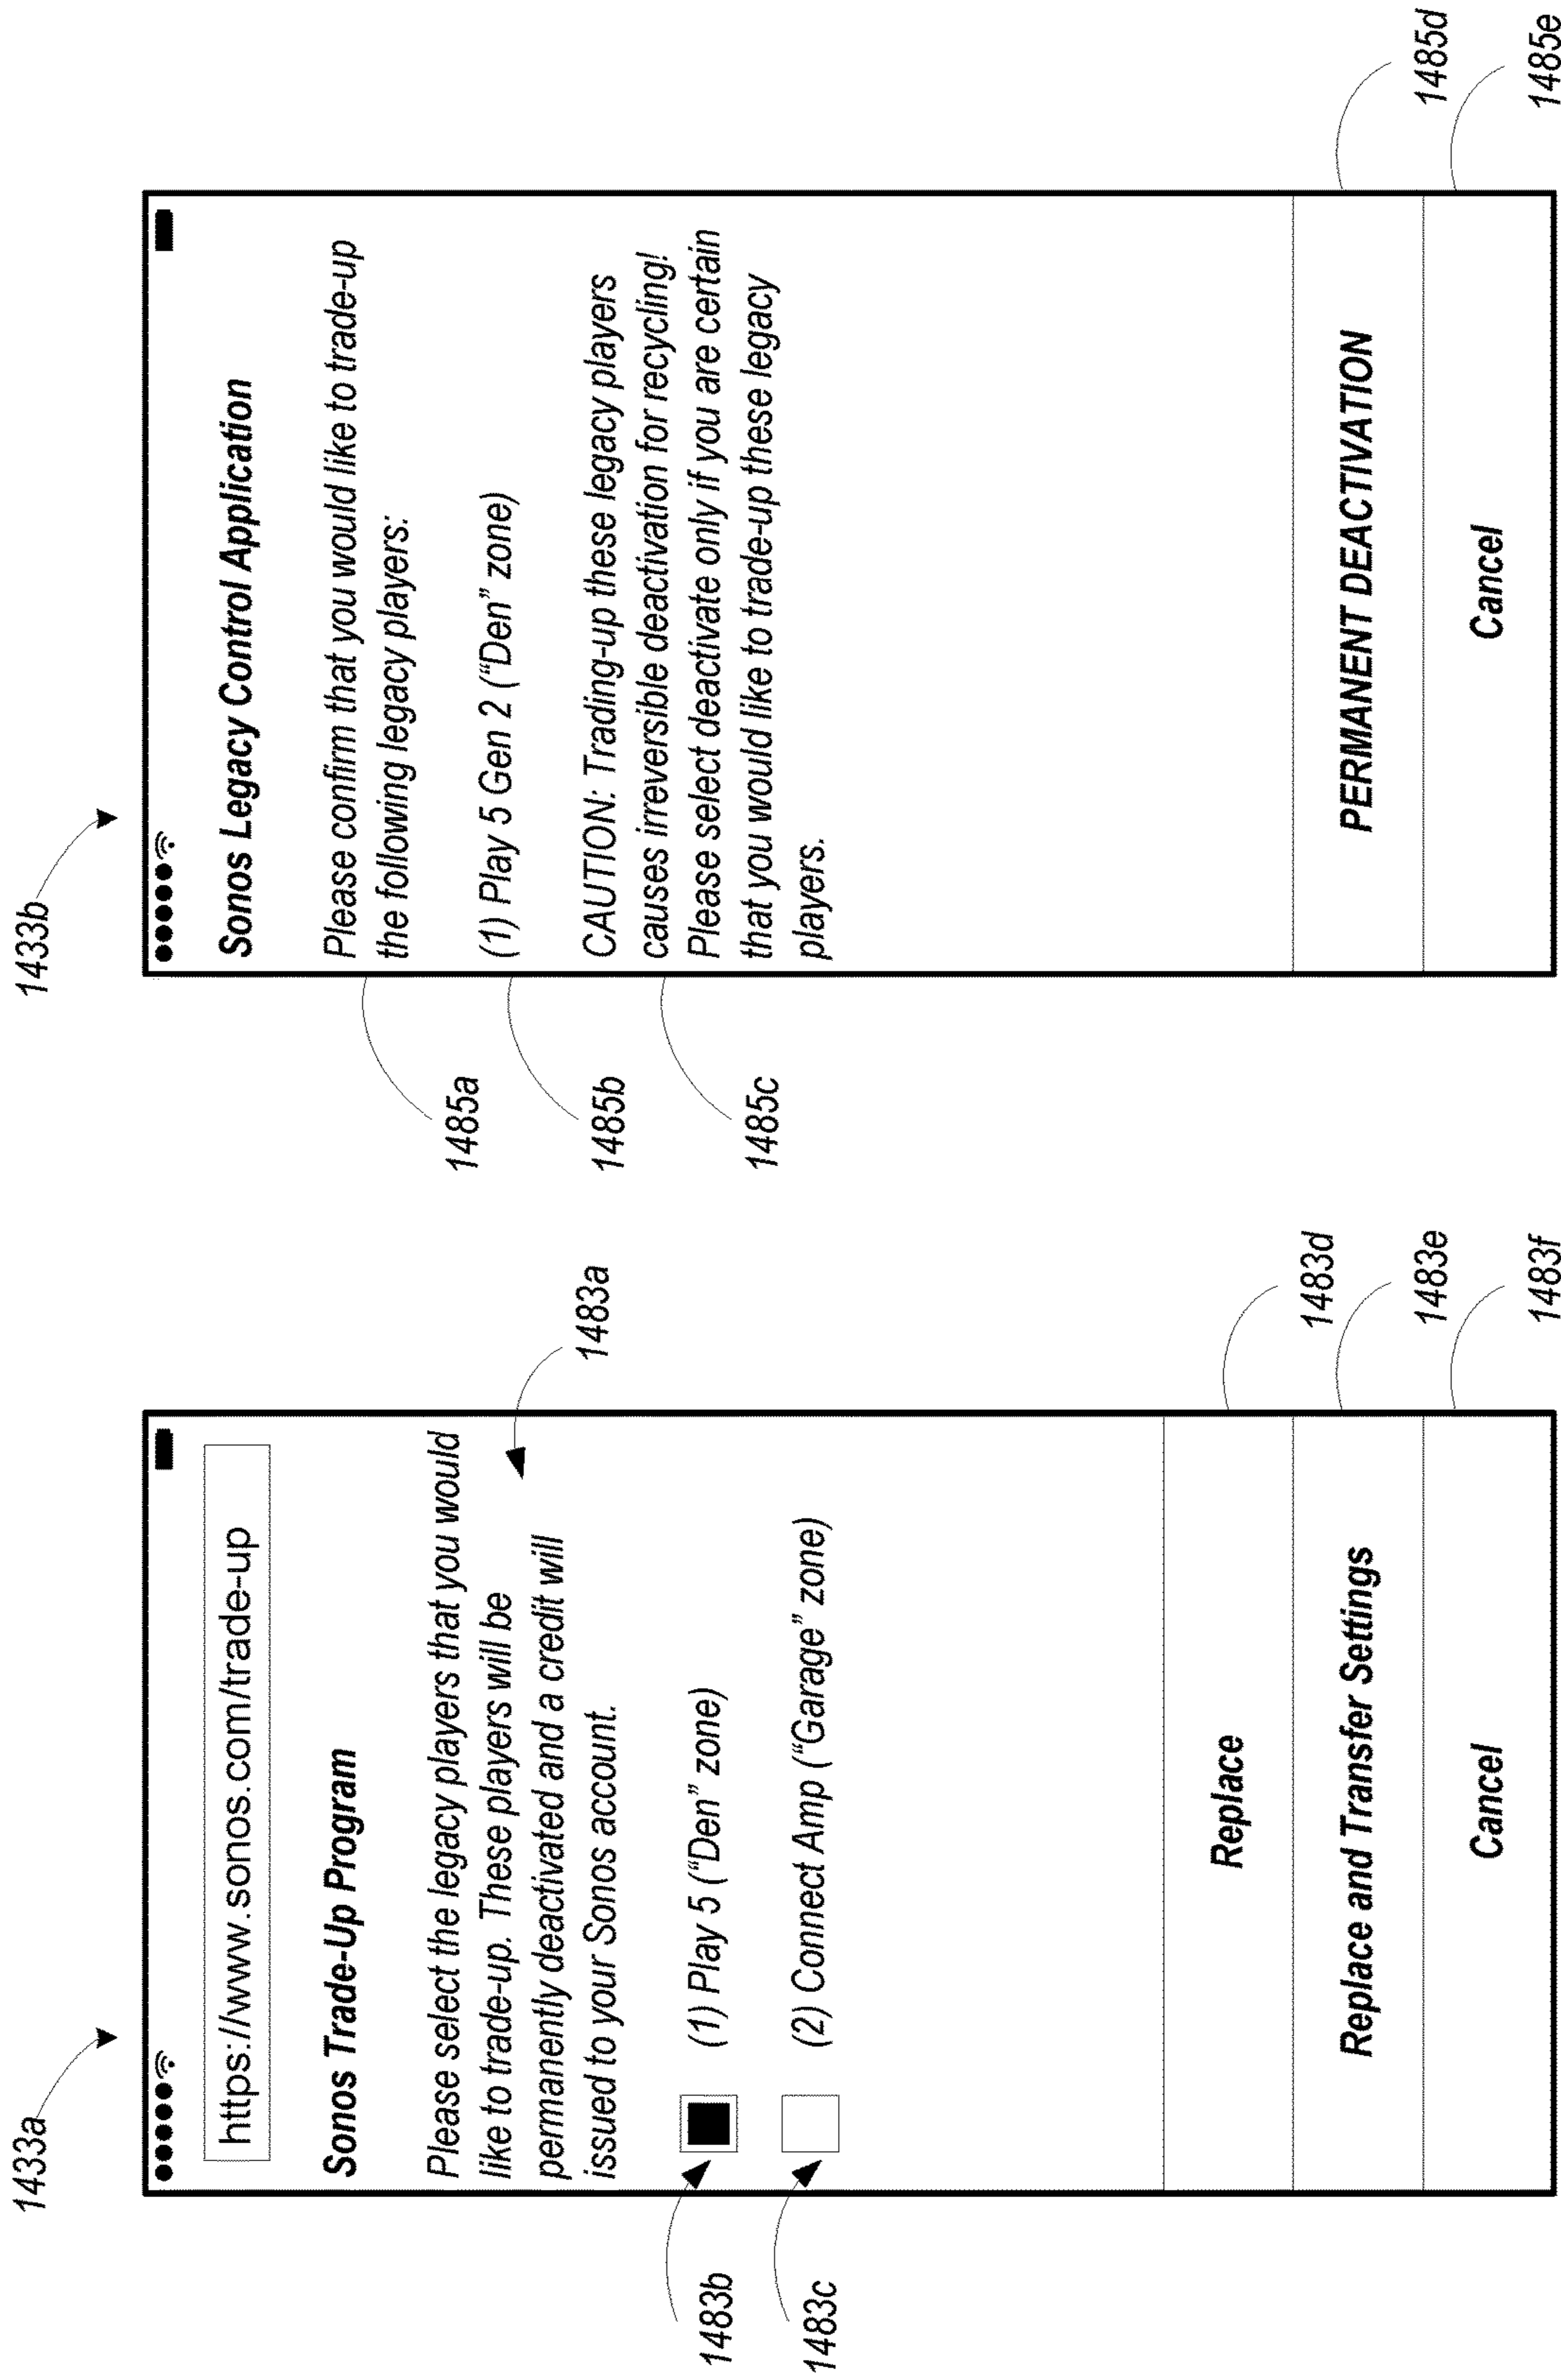 1433a
https://www.sonos.com/trade-up
Sonos Trade-Up Program
Please select the legacy players that you would
like to trade-up. These players will be
permanently deactivated and a credit will
issued to your Sonos account.
1483a
(1) Play 5 (“Den” zone)
1483b
(2) Connect Amp (“Garage” zone)
1483c
Replace
1483d
Replace and Transfer Settings
1483e
Cancel
1483f
1433b
Sonos Legacy Control Application
Please confirm that you would like to trade-up
the following legacy players:
1485a
(1) Play 5 Gen 2 (“Den” zone)
1485b
CAUTION: Trading-up these legacy players
causes irreversible deactivation for recycling!
Please select deactivate only if you are certain
that you would like to trade-up these legacy
players.
1485c
PERMANENT DEACTIVATION
1485d
Cancel
1485e